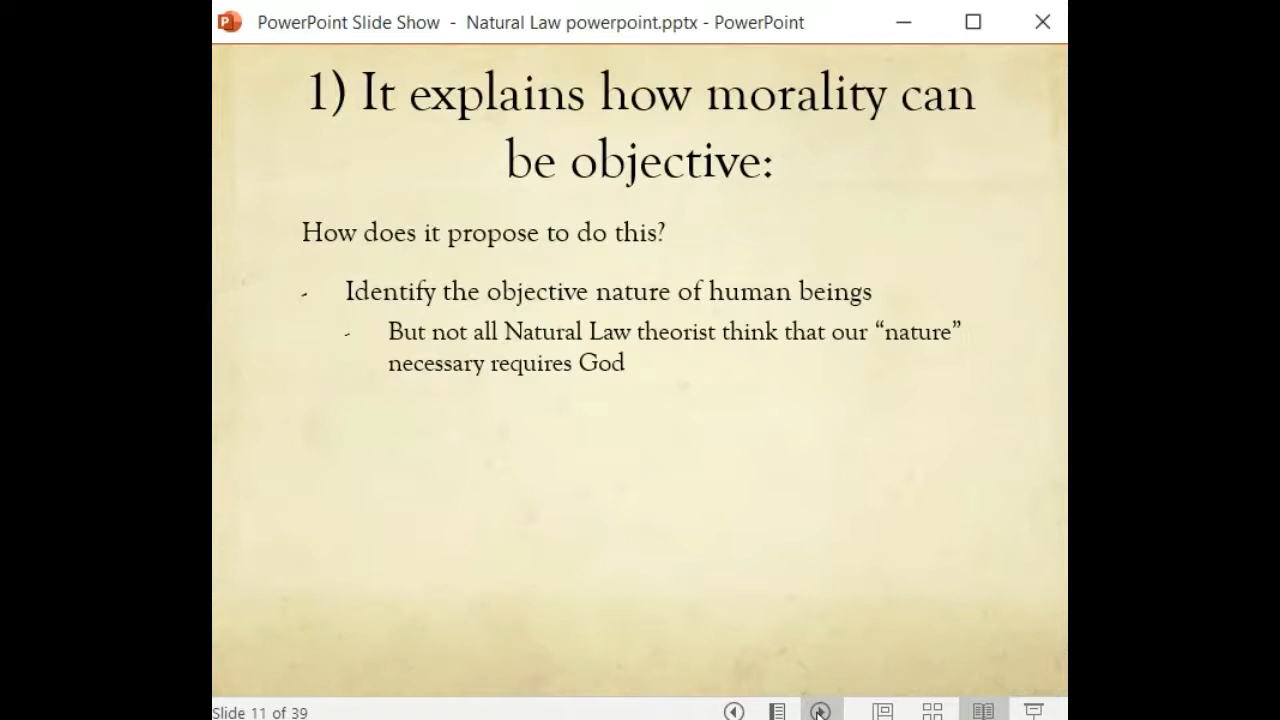 PowerPoint Slide Show - Natural Law powerpoint.pptx - PowerPoint
1) It explains how morality can
be objective:
How does it propose to do this?
- Identify the objective nature of human beings
- But not all Natural Law theorist think that our “nature”
necessary requires God
Slide 11 of 39